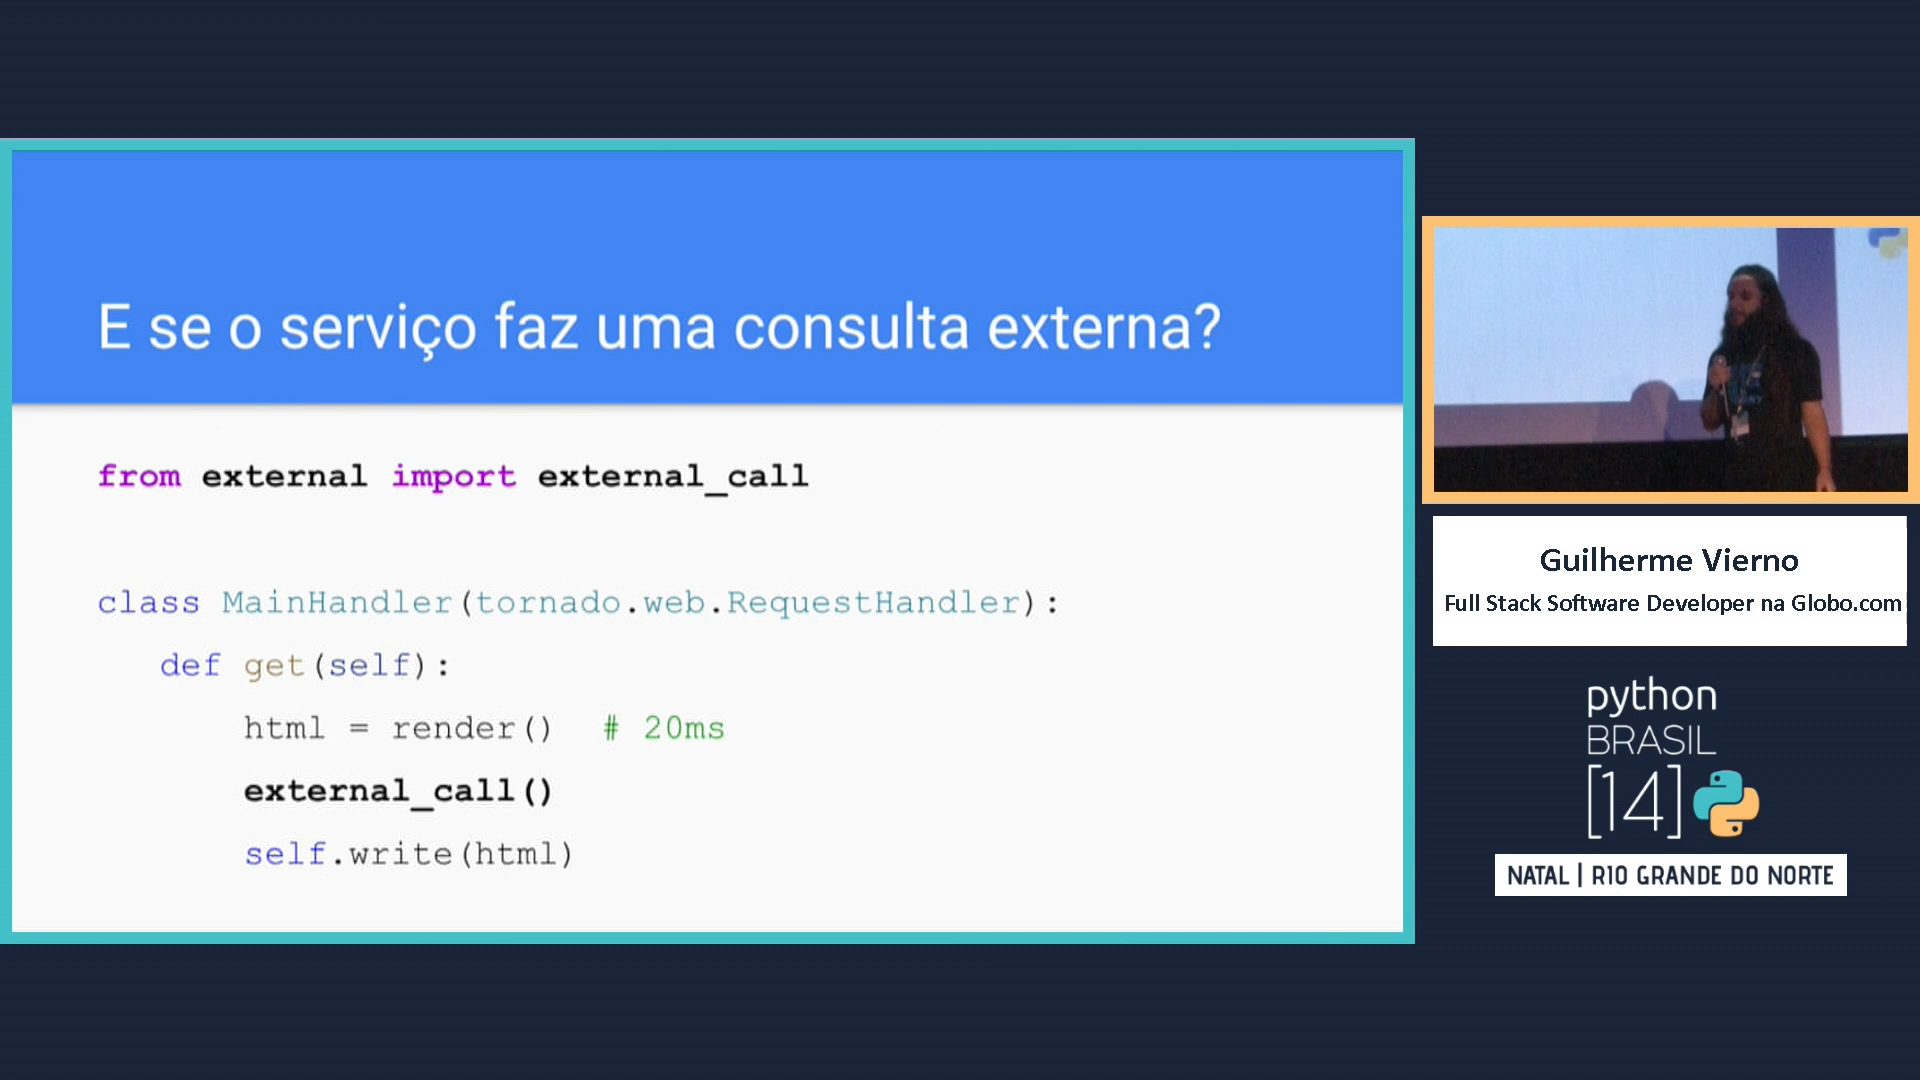 E se o serviço faz uma consulta externa?
from external import external_call
class MainHandler(tornado.web.RequestHandler):
def get(self):
html = render()  # 20ms
external_call()
self.write(html)
Guilherme Vierno
Full Stack Software Developer na Globo.com
python
BRASIL
[14]
NATAL | RIO GRANDE DO NORTE